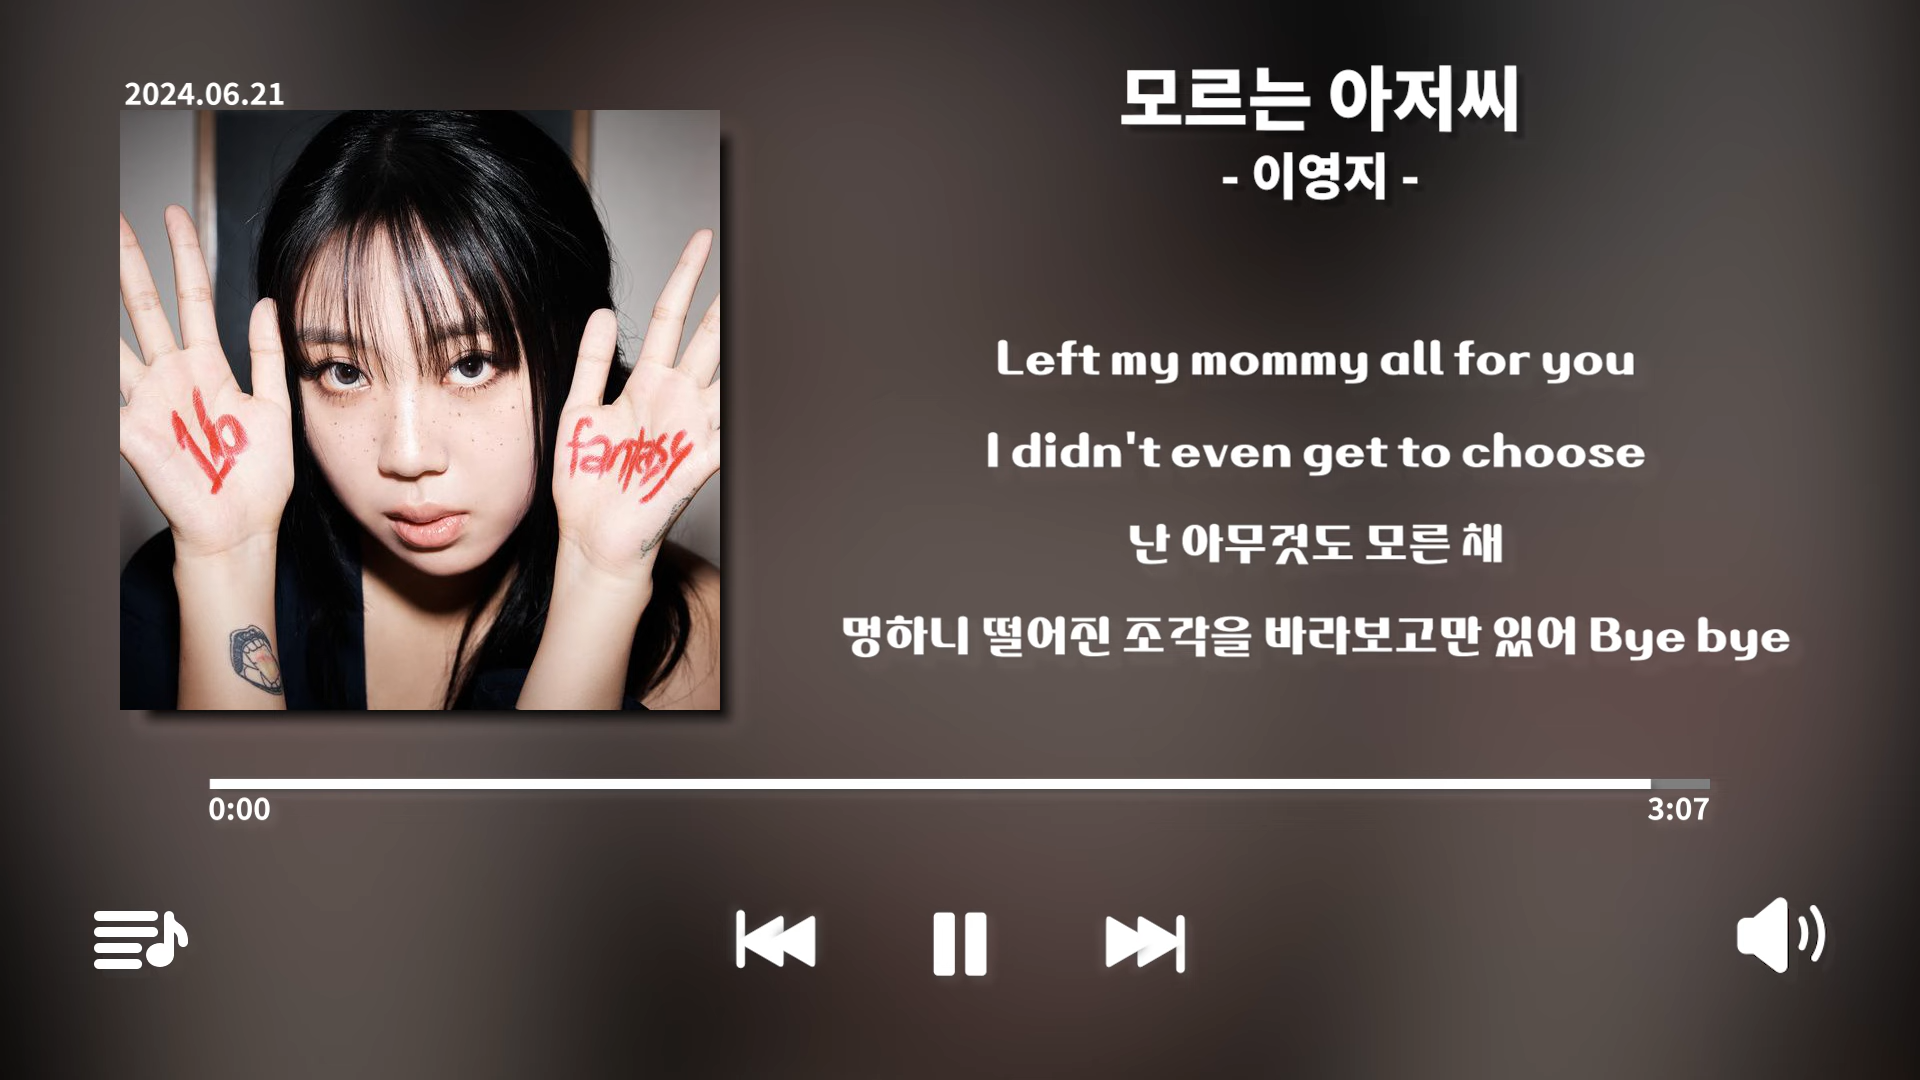 2024.06.21
No
fantasy
모르는 아저씨
- 이영지 -
Left my mommy all for you
I didn't even get to choose
난 아무것도 모른 채
멍하니 떨어진 조각을 바라보고만 있어 Bye bye
0:00
3:07